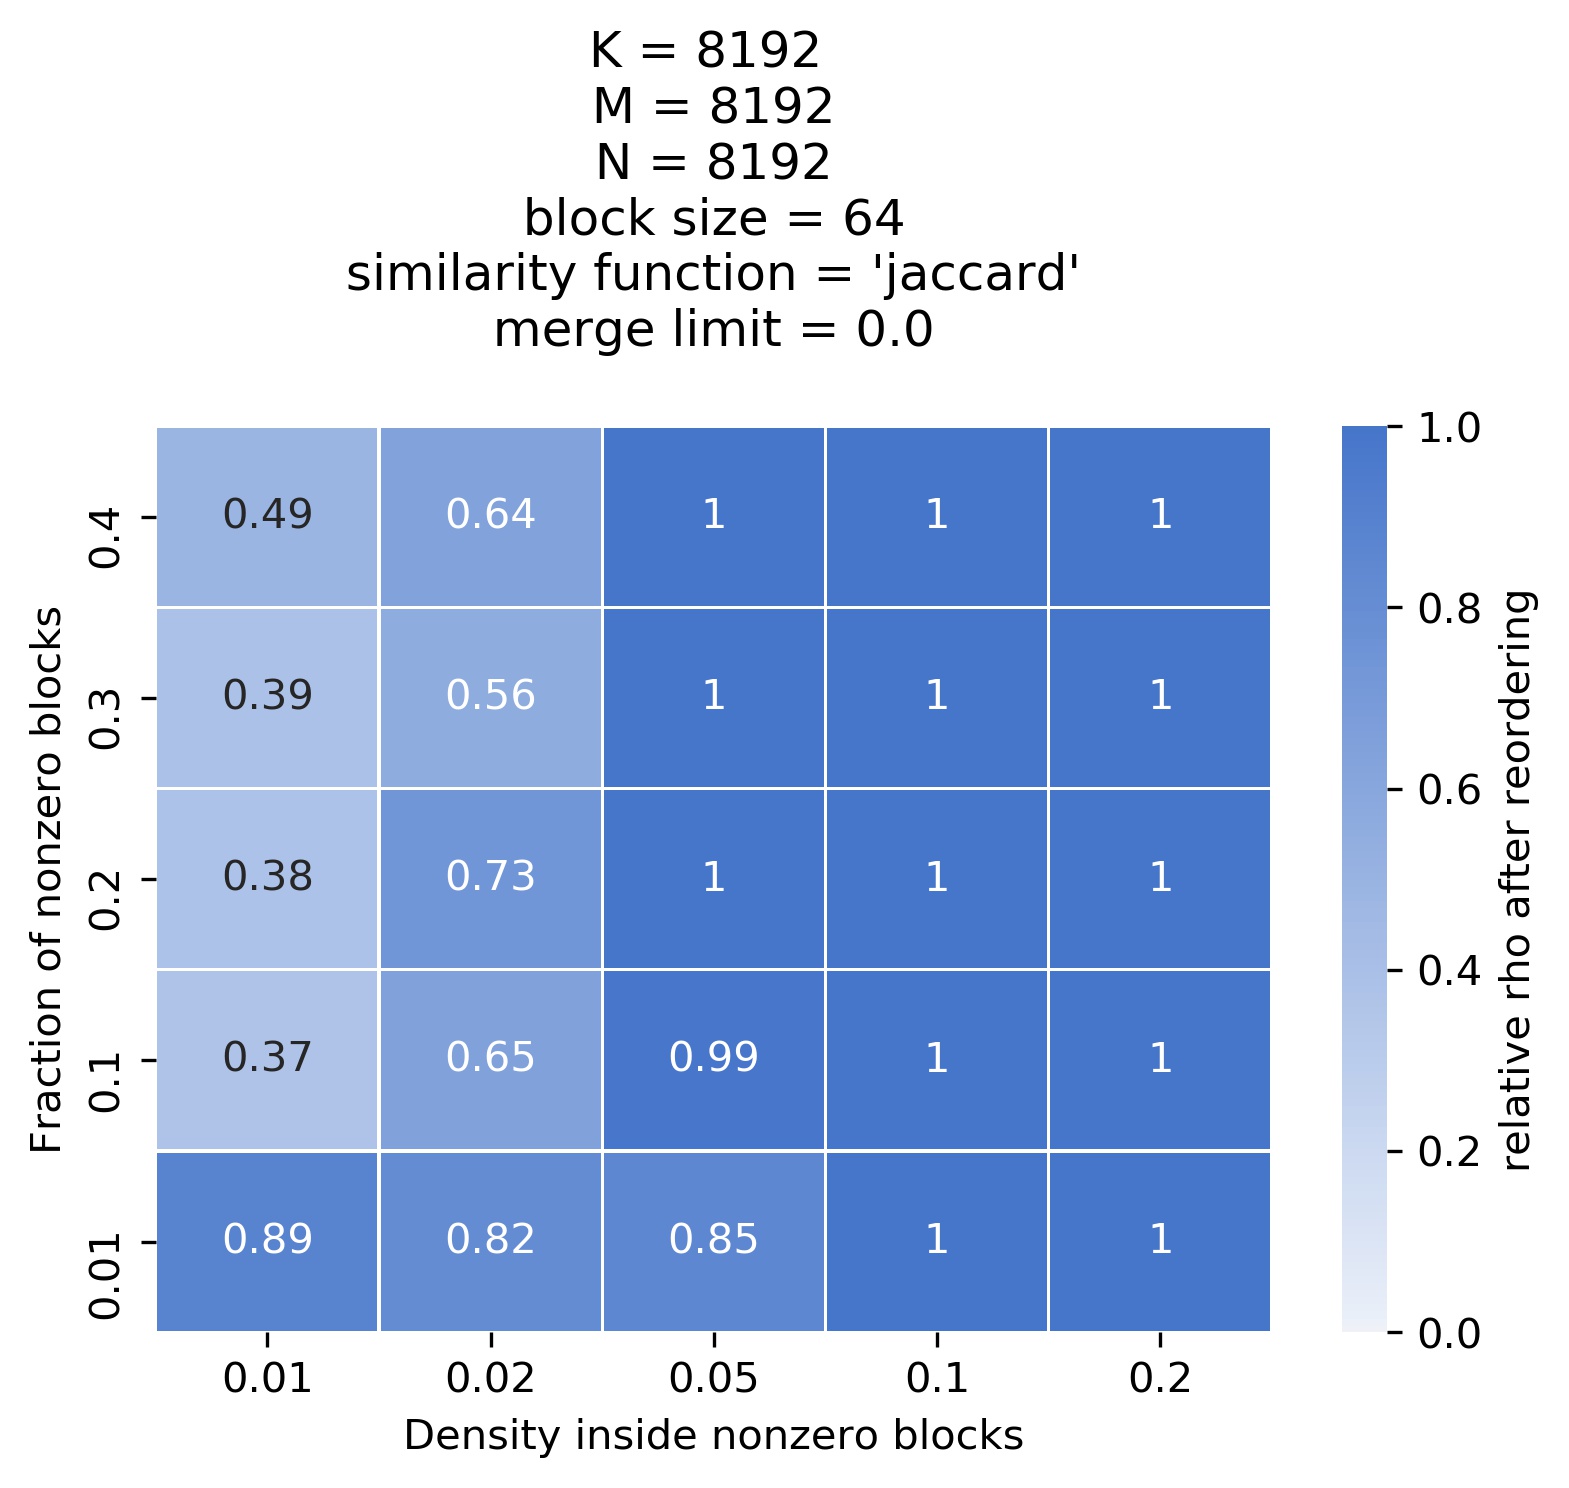 K = 8192
M = 8192
N = 8192
block size = 64
similarity function = 'jaccard'
merge limit = 0.0
Fraction of nonzero blocks
0.4
0.49 0.64 1 1 1
0.3
0.39 0.56 1 1 1
0.2
0.38 0.73 1 1 1
0.1
0.37 0.65 0.99 1 1
0.01
0.89 0.82 0.85 1 1
0.01 0.02 0.05 0.1 0.2
Density inside nonzero blocks
1.0
0.8
0.6
0.4
0.2
0.0
relative rho after reordering